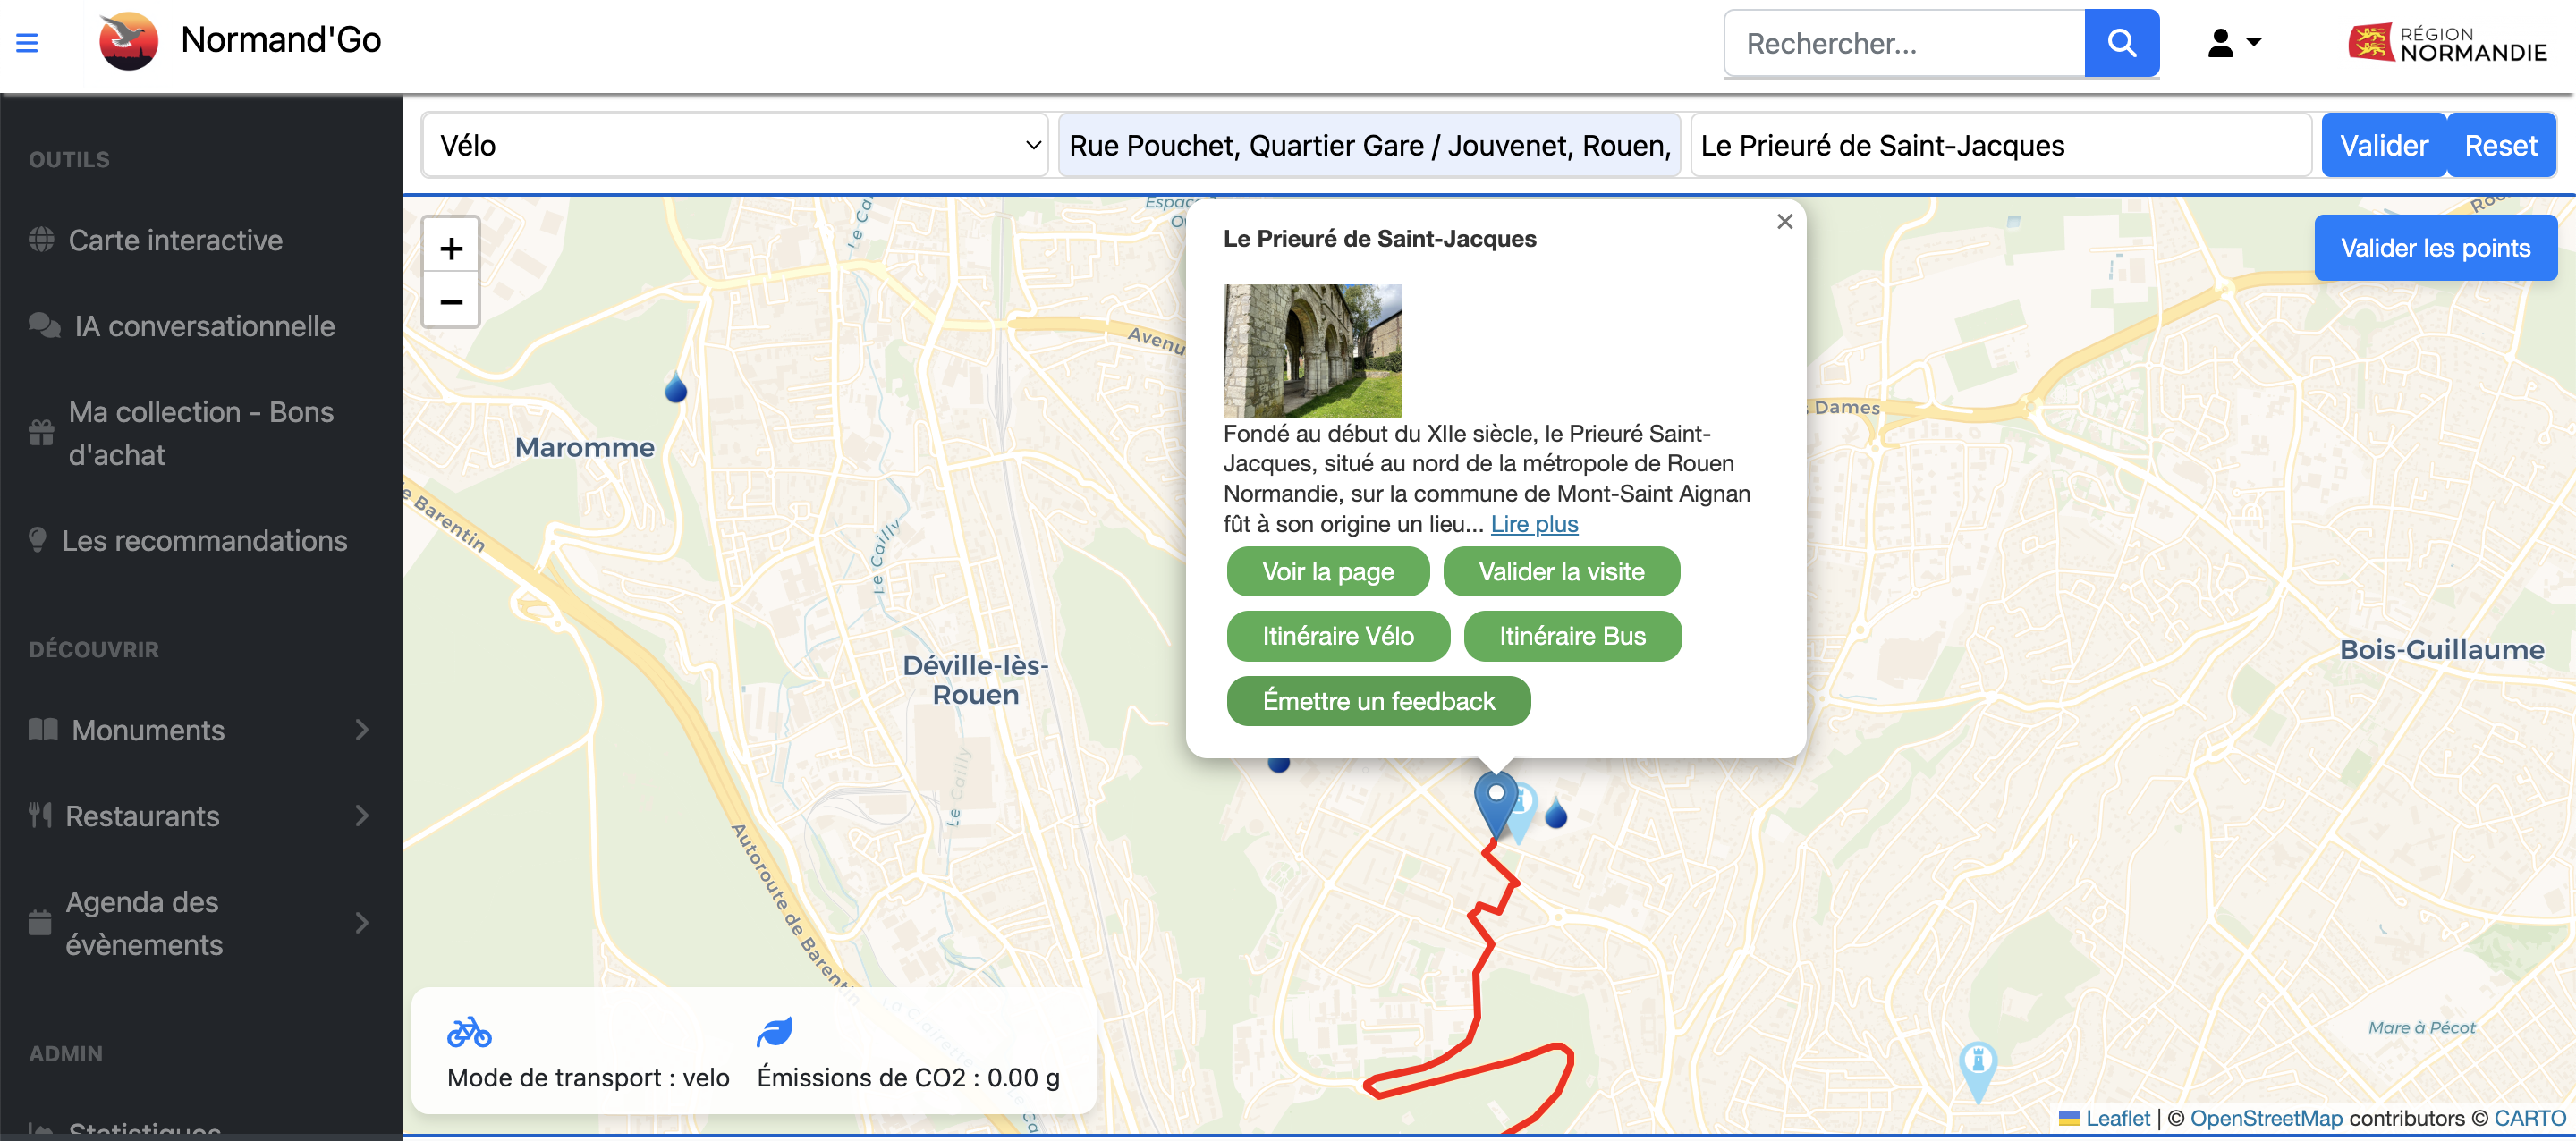 Normand'Go
Rechercher...
RÉGION
NORMANDIE
OUTILS
Carte interactive
IA conversationnelle
Ma collection - Bons
d'achat
Les recommandations
DÉCOUVRIR
Monuments
Restaurants
Agenda des
évènements
ADMIN
Statistiques
Vélo
Rue Pouchet, Quartier Gare / Jouvenet, Rouen,
Le Prieuré de Saint-Jacques
Valider
Reset
+
−
Valider les points
Le Prieuré de Saint-Jacques
×
Fondé au début du XIIe siècle, le Prieuré Saint-
Jacques, situé au nord de la métropole de Rouen
Normandie, sur la commune de Mont-Saint Aignan
fût à son origine un lieu... Lire plus
Voir la page
Valider la visite
Itinéraire Vélo
Itinéraire Bus
Émettre un feedback
Maromme
Déville-lès-
Rouen
Bois-Guillaume
Mare à Pécot
Le Cailly
Le Cailly
Autoroute de Barentin
Barentin
Avenu
Dames
Espac
Mode de transport : velo
Émissions de CO2 : 0.00 g
Leaflet | © OpenStreetMap contributors © CARTO